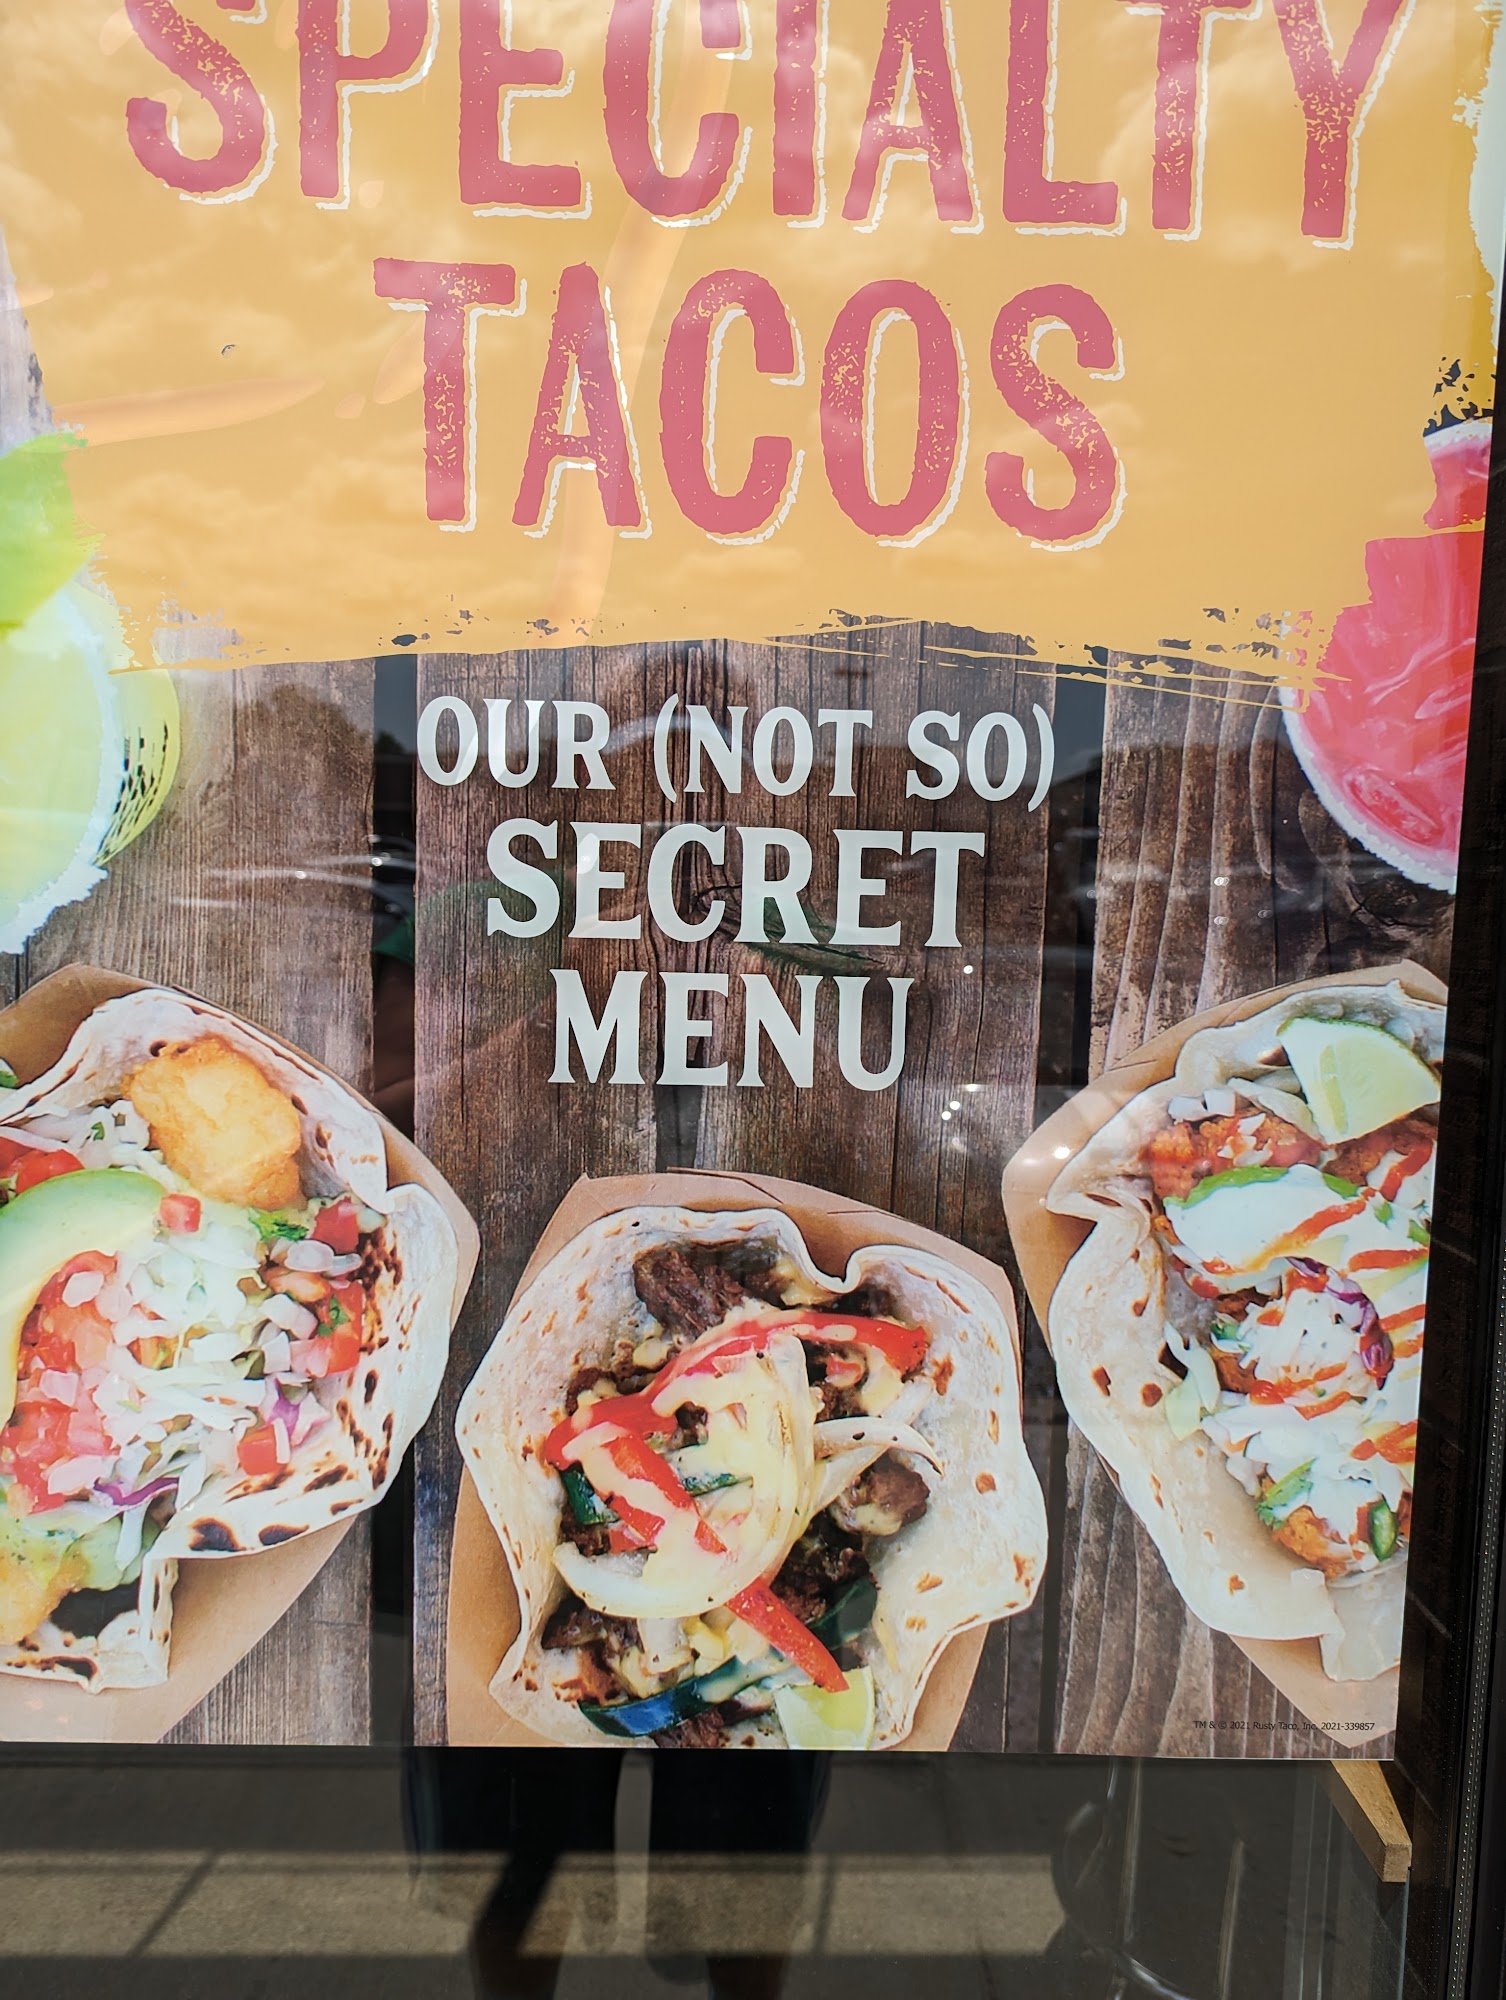 SPECIALTY
TACOS
OUR (NOT SO)
SECRET
MENU
TM & © 2021 Rusty Taco, Inc. 2021-339857